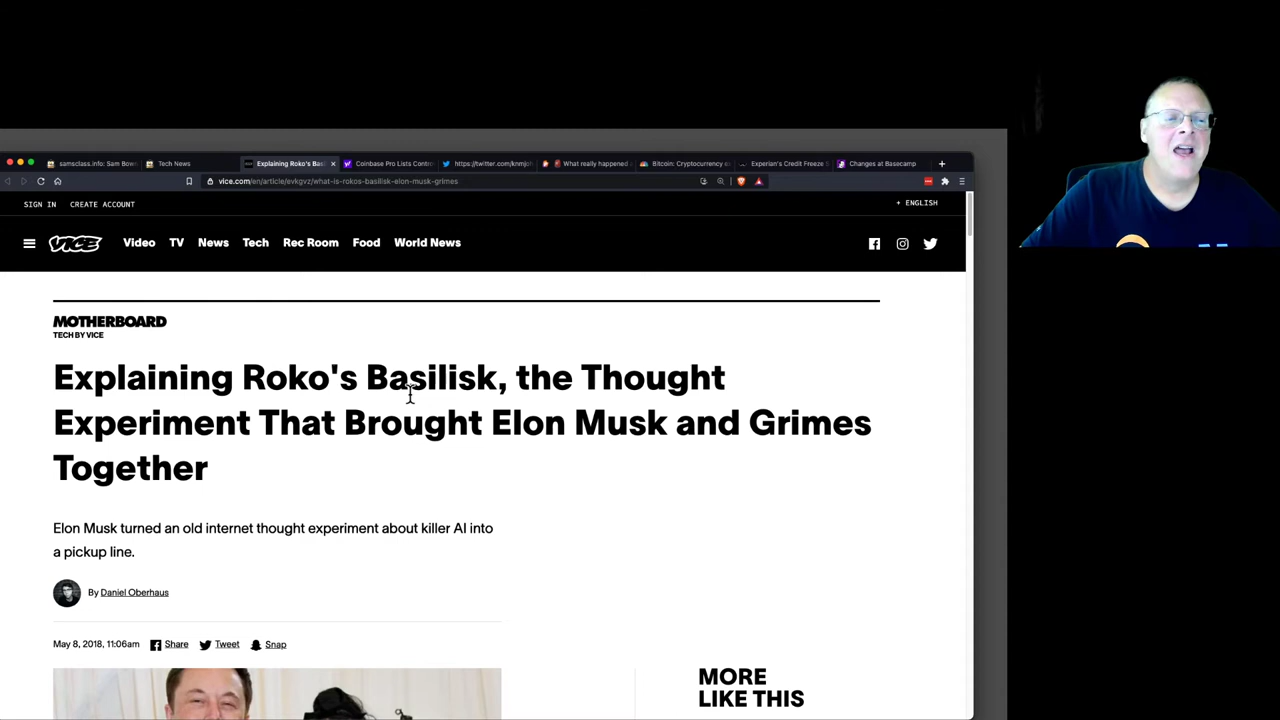 samsclass.info: Sam Bow
Tech News
Explaining Roko's Bas
Coinbase Pro Lists Contro
https://twitter.com/knmjoh
What really happened
Bitcoin: Cryptocurrency e
Experian's Credit Freeze S
Changes at Basecamp
vice.com/en/article/evkgvz/what-is-rokos-basilisk-elon-musk-grimes
SIGN IN CREATE ACCOUNT
+ ENGLISH
VICE Video TV News Tech Rec Room Food World News
MOTHERBOARD
TECH BY VICE
Explaining Roko's Basilisk, the Thought
Experiment That Brought Elon Musk and Grimes
Together
Elon Musk turned an old internet thought experiment about killer AI into
a pickup line.
By Daniel Oberhaus
May 8, 2018, 11:06am Share Tweet Snap
MORE
LIKE THIS